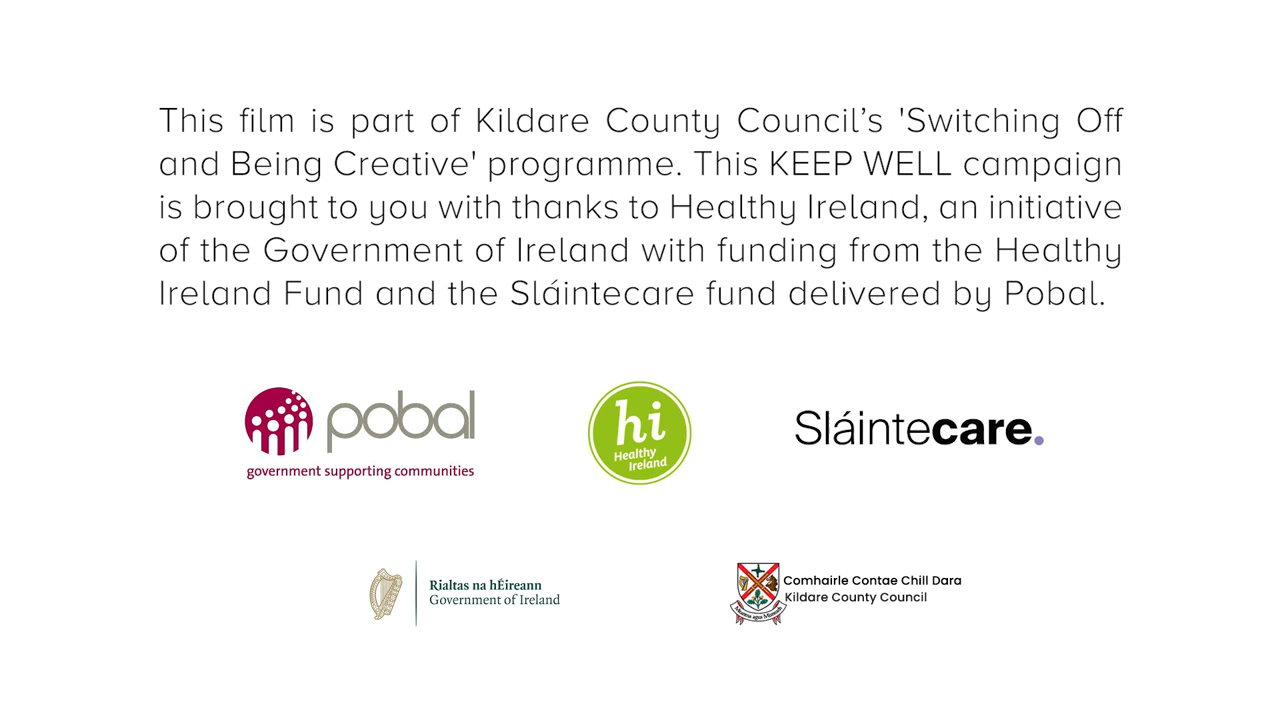 This film is part of Kildare County Council’s 'Switching Off
and Being Creative' programme. This KEEP WELL campaign
is brought to you with thanks to Healthy Ireland, an initiative
of the Government of Ireland with funding from the Healthy
Ireland Fund and the Sláintecare fund delivered by Pobal.
pobal
government supporting communities
hi
Healthy
Ireland
Sláintecare.
Rialtas na hÉireann
Government of Ireland
Comhairle Contae Chill Dara
Kildare County Council